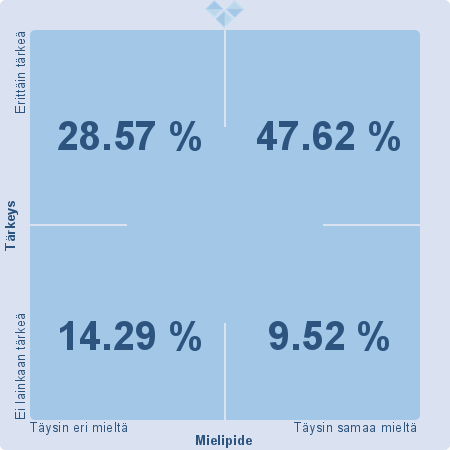 Erittäin tärkeä
28.57 %
47.62 %
Tärkeys
14.29 %
9.52 %
Ei lainkaan tärkeä
Täysin eri mieltä
Täysin samaa mieltä
Mielipide